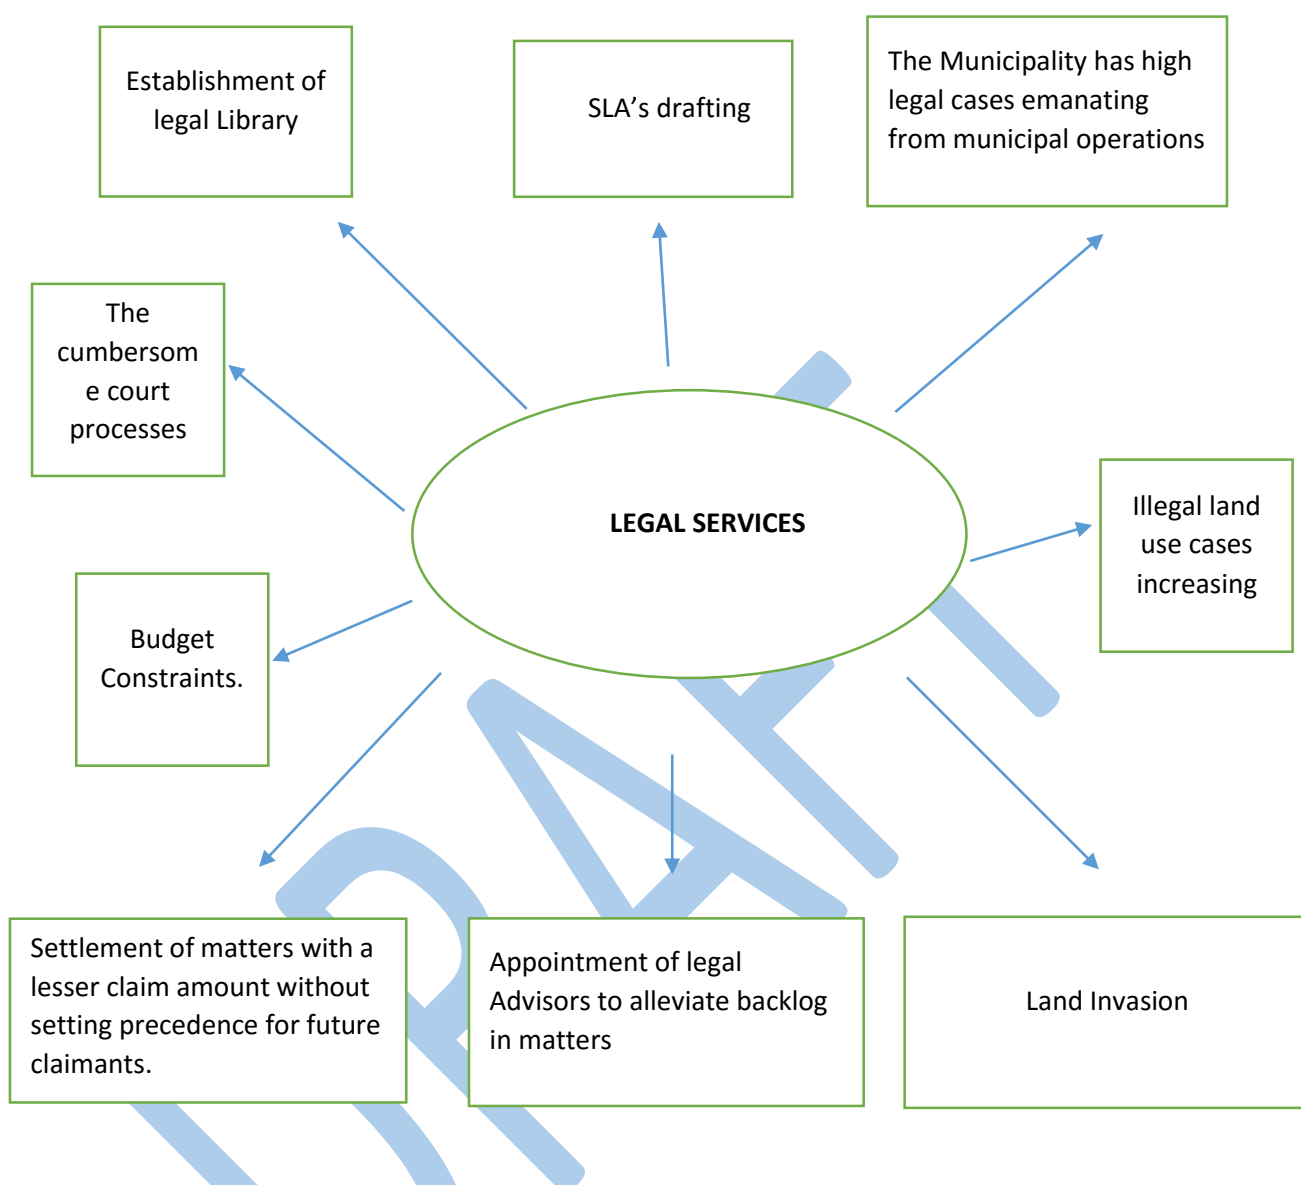 Establishment of
legal Library
SLA's drafting
The Municipality has high
legal cases emanating
from municipal operations
The
cumbersom
e court
processes
LEGAL SERVICES
Illegal land
use cases
increasing
Budget
Constraints.
Settlement of matters with a
lesser claim amount without
setting precedence for future
claimants.
Appointment of legal
Advisors to alleviate backlog
in matters
Land Invasion